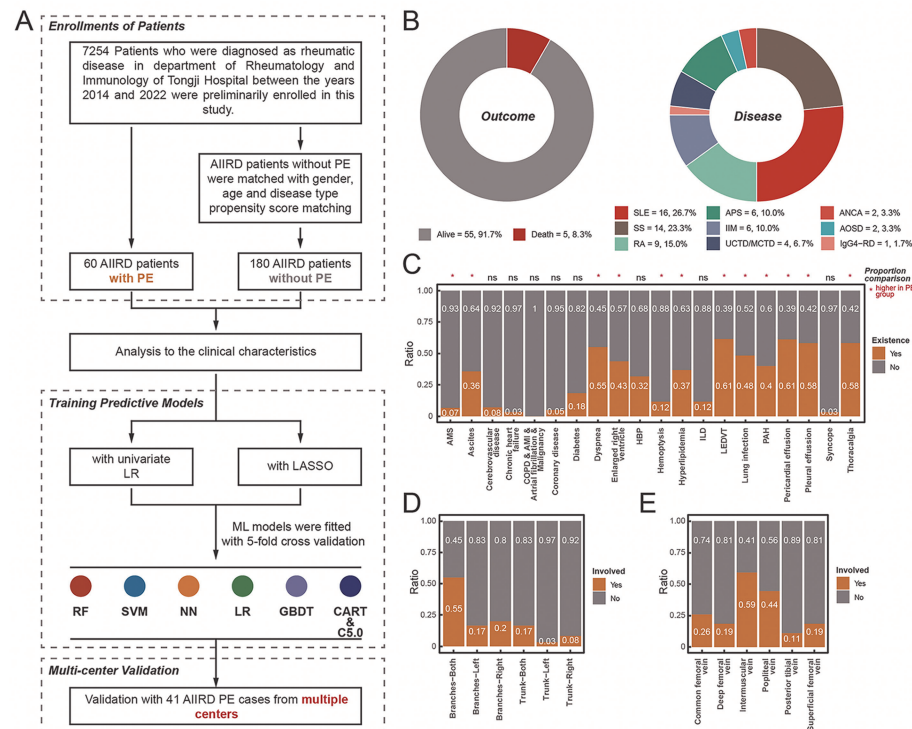 A
Enrollments of Patients
7254 Patients who were diagnosed as rheumatic
disease in department of Rheumatology and
Immunology of Tongji Hospital between the years
2014 and 2022 were preliminarily enrolled in this
study.
AIIRD patients without PE
were matched with gender,
age and disease type
propensity score matching
60 AIIRD patients
with PE
180 AIIRD patients
without PE
Analysis to the clinical characteristics
Training Predictive Models
with univariate
LR
with LASSO
ML models were fitted
with 5-fold cross validation
RF
SVM
NN
LR
GBDT
CART
&
C5.0
Multi-center Validation
Validation with 41 AIIRD PE cases from multiple
centers
B
Outcome
Alive = 55, 91.7%
Death = 5, 8.3%
Disease
SLE = 16, 26.7%
APS = 6, 10.0%
ANCA = 2, 3.3%
SS = 14, 23.3%
IIM = 6, 10.0%
AOSD = 2, 3.3%
RA = 9, 15.0%
UCTD/MCTD = 4, 6.7%
IgG4−RD = 1, 1.7%
C
* * ns ns ns ns ns * * ns * * ns * * * * * ns *
Proportion
comparison
* higher in PE
group
1.00
0.75
0.50
0.25
0
Ratio
0.93 0.64 0.92 0.97 1 0.95 0.82 0.45 0.57 0.68 0.88 0.63 0.88 0.39 0.52 0.6 0.39 0.42 0.97 0.42
0.07 0.36 0.08 0.03 0.05 0.18 0.55 0.43 0.32 0.12 0.37 0.12 0.61 0.48 0.4 0.61 0.58 0.03 0.58
Existence
Yes
No
AMS
Ascites
Cerebrovascular
disease
Chronic heart
failure
COPD & AMI &
Artrial fibrillation &
Malignancy
Coronary disease
Diabetes
Dyspnea
Enlarged right
ventricle
HBP
Hemoptysis
Hyperlipidemia
ILD
LEDVT
Lung infection
PAH
Pericardial effusion
Pleural effussion
Syncope
Thoralgia
D
1.00
0.75
0.50
0.25
0
Ratio
0.45 0.83 0.8 0.83 0.97 0.92
0.55 0.17 0.2 0.17 0.03 0.08
Involved
Yes
No
Branches−Both
Branches−Left
Branches−Right
Trunk−Both
Trunk−Left
Trunk−Right
E
1.00
0.75
0.50
0.25
0
Ratio
0.74 0.81 0.41 0.56 0.89 0.81
0.26 0.19 0.59 0.44 0.11 0.19
Involved
Yes
No
Common femoral
vein
Deep femoral
vein
Intermuscular
vein
Popliteal
vein
Posterior tibial
vein
Superficial femoral
vein